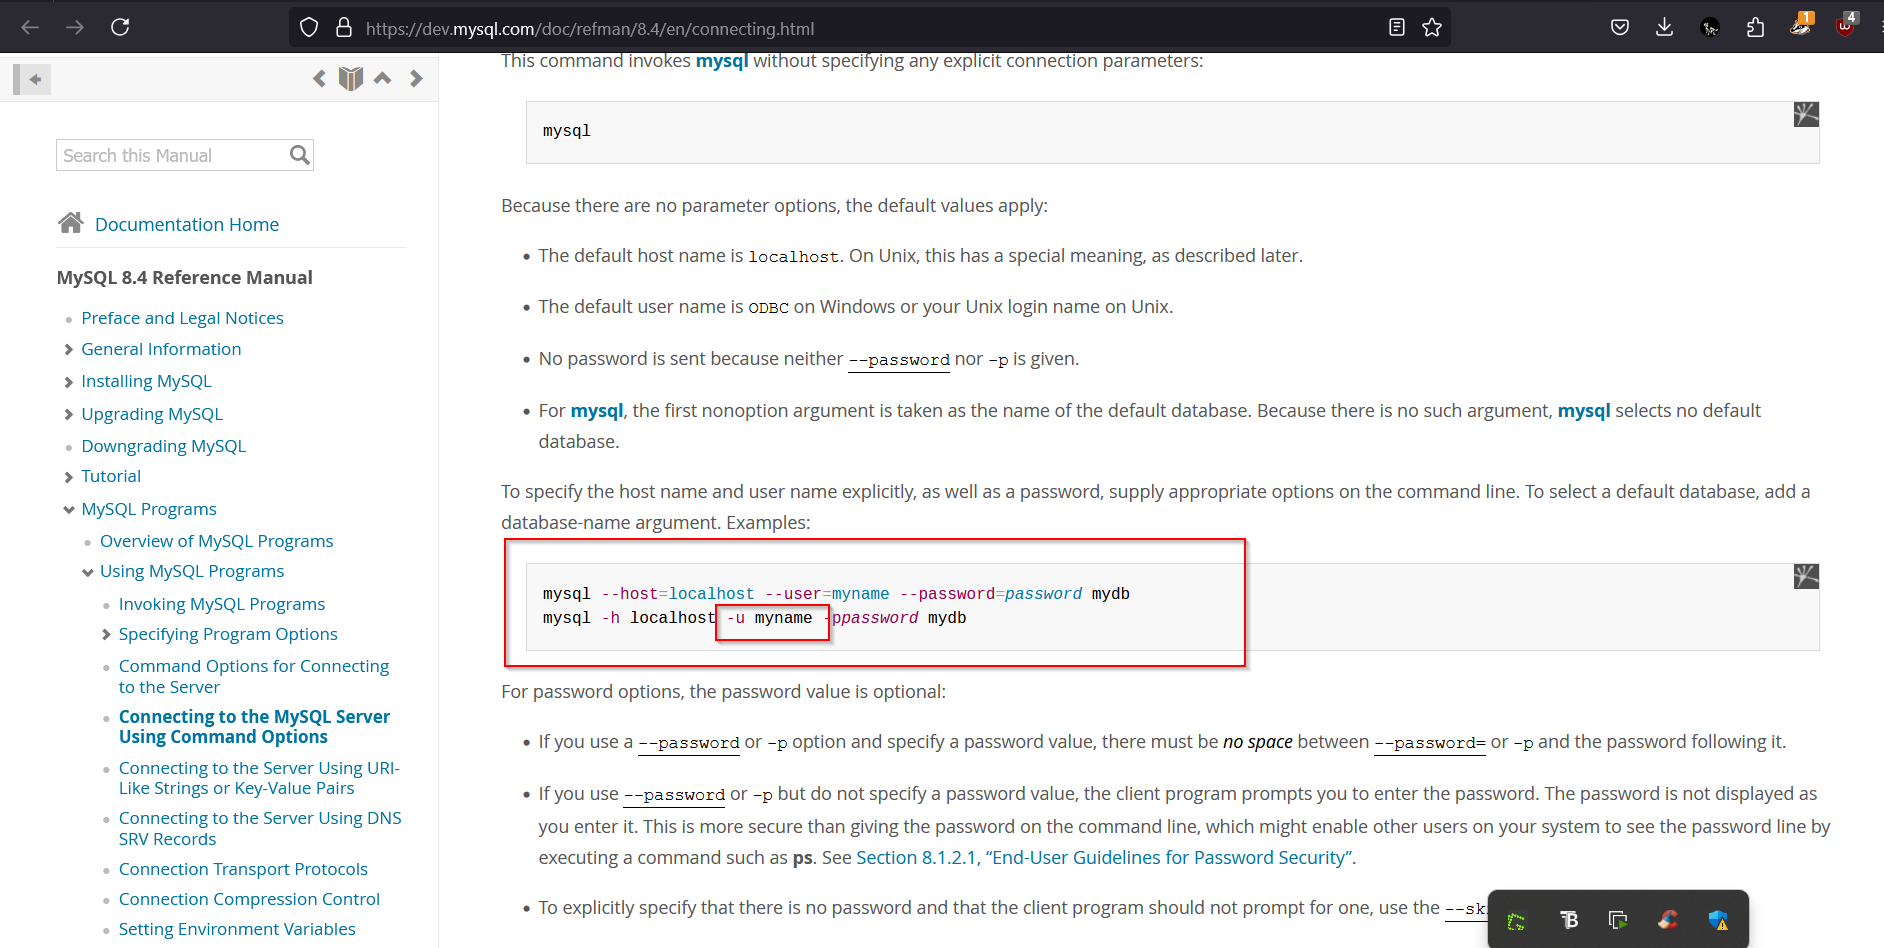 https://dev.mysql.com/doc/refman/8.4/en/connecting.html
1
4
Search this Manual
Documentation Home
MySQL 8.4 Reference Manual
Preface and Legal Notices
General Information
Installing MySQL
Upgrading MySQL
Downgrading MySQL
Tutorial
MySQL Programs
Overview of MySQL Programs
Using MySQL Programs
Invoking MySQL Programs
Specifying Program Options
Command Options for Connecting
to the Server
Connecting to the MySQL Server
Using Command Options
Connecting to the Server Using URI-
Like Strings or Key-Value Pairs
Connecting to the Server Using DNS
SRV Records
Connection Transport Protocols
Connection Compression Control
Setting Environment Variables
This command invokes mysql without specifying any explicit connection parameters:
mysql
Because there are no parameter options, the default values apply:
The default host name is localhost. On Unix, this has a special meaning, as described later.
The default user name is ODBC on Windows or your Unix login name on Unix.
No password is sent because neither --password nor -p is given.
For mysql, the first nonoption argument is taken as the name of the default database. Because there is no such argument, mysql selects no default
database.
To specify the host name and user name explicitly, as well as a password, supply appropriate options on the command line. To select a default database, add a
database-name argument. Examples:
mysql --host=localhost --user=myname --password=password mydb
mysql -h localhost -u myname -ppassword mydb
For password options, the password value is optional:
If you use a --password or -p option and specify a password value, there must be no space between --password= or -p and the password following it.
If you use --password or -p but do not specify a password value, the client program prompts you to enter the password. The password is not displayed as
you enter it. This is more secure than giving the password on the command line, which might enable other users on your system to see the password line by
executing a command such as ps. See Section 8.1.2.1, “End-User Guidelines for Password Security”.
To explicitly specify that there is no password and that the client program should not prompt for one, use the --sk